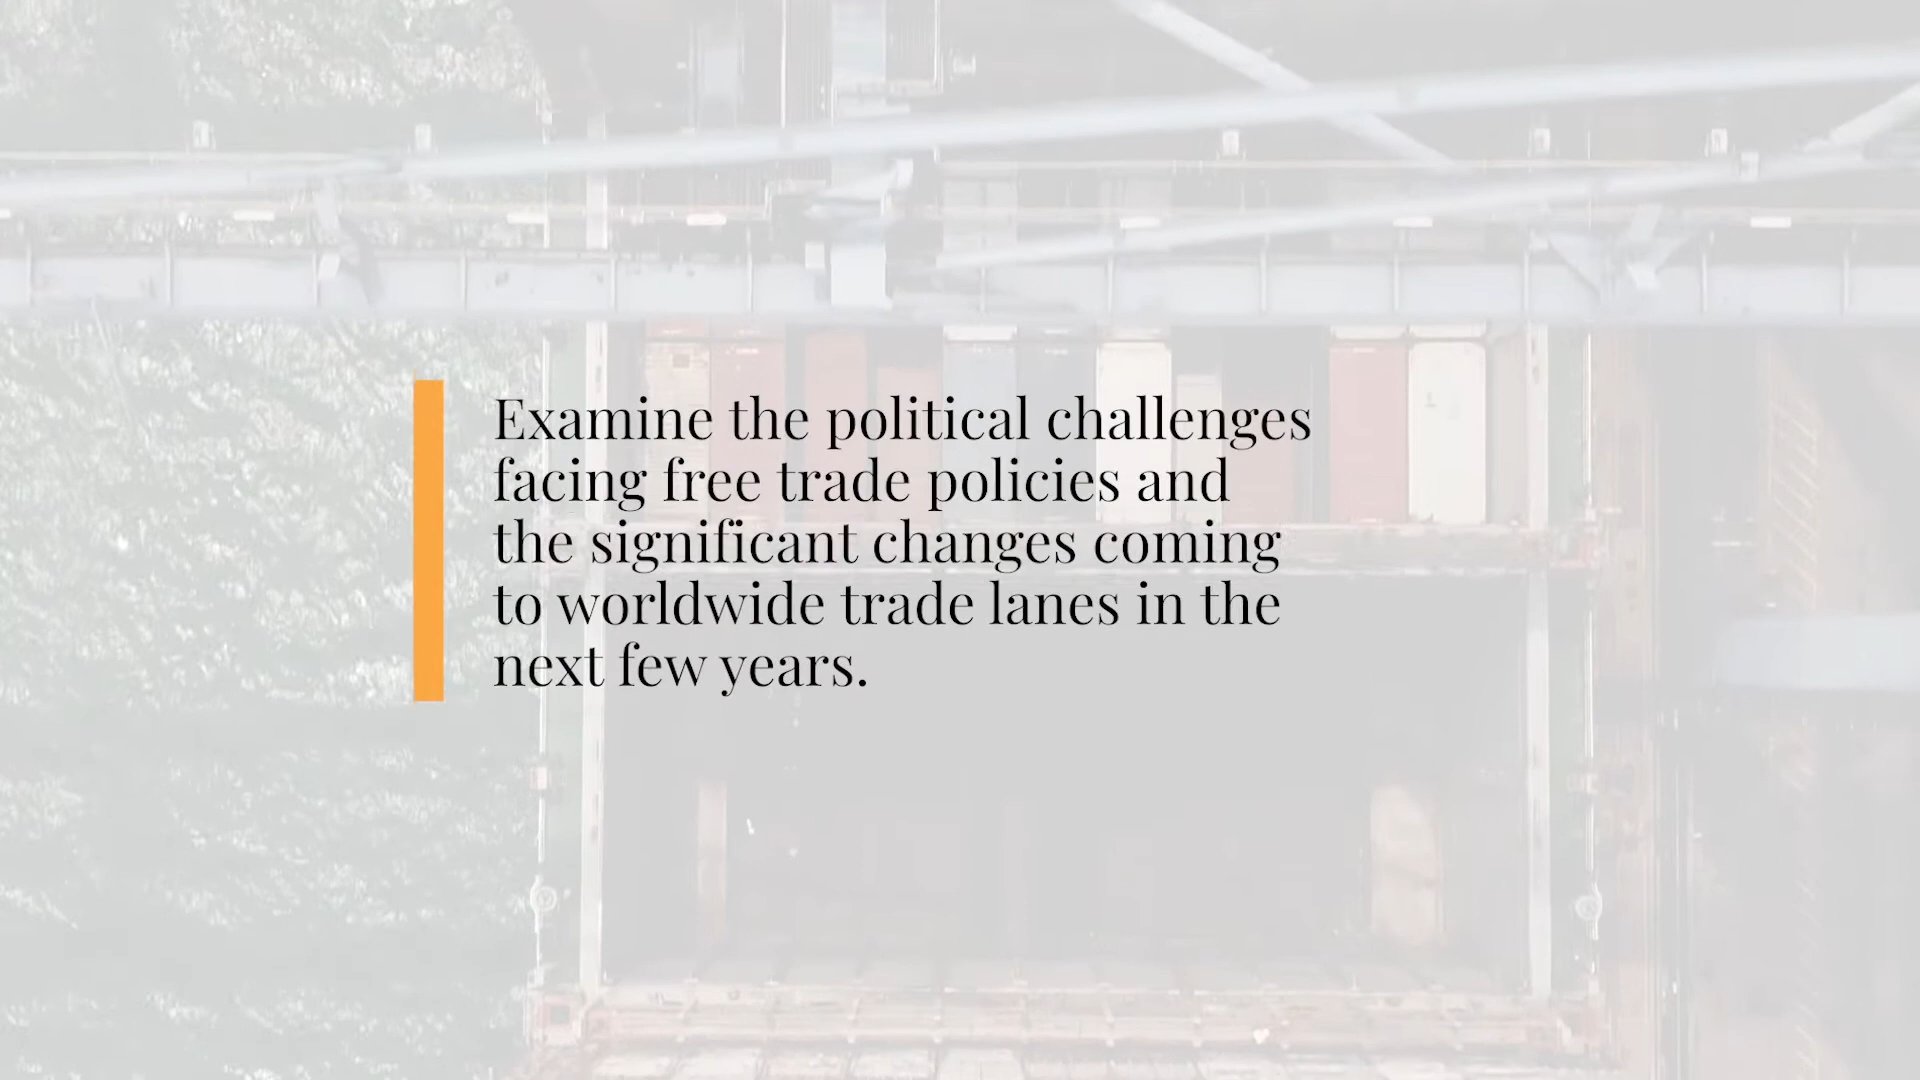 Examine the political challenges
facing free trade policies and
the significant changes coming
to worldwide trade lanes in the
next few years.